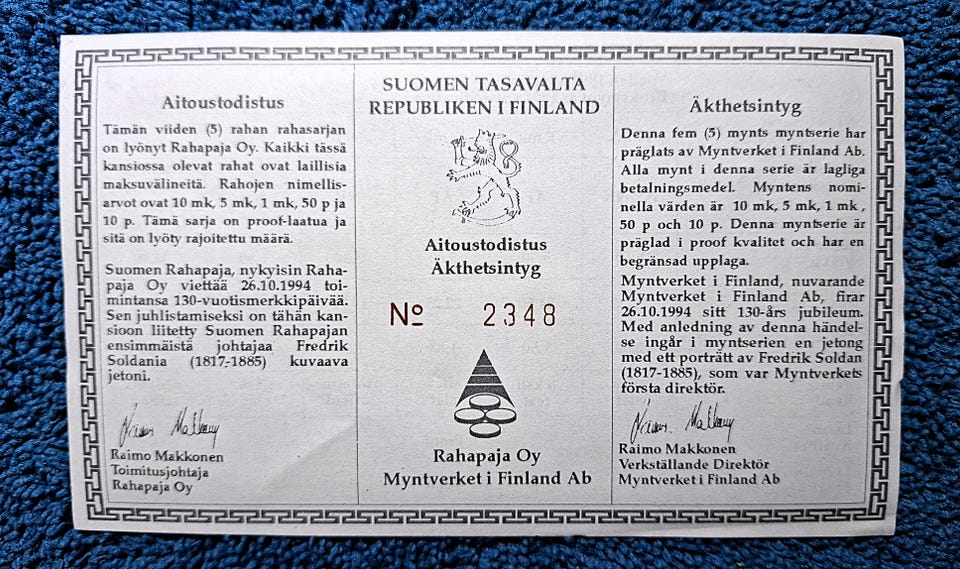 Aitoustodistus
Tämän viiden (5) rahan rahasarjan
on lyönyt Rahapaja Oy. Kaikki tässä
kansiossa olevat rahat ovat laillisia
maksuvälineitä. Rahojen nimellis-
arvot ovat 10 mk, 5 mk, 1 mk, 50 p ja
10 p. Tämä sarja on proof-laatua ja
sitä on lyöty rajoitettu määrä.
Suomen Rahapaja, nykyisin Raha-
paja Oy viettää 26.10.1994 toi-
mintansa 130-vuotismerkkipäivää.
Sen juhlistamiseksi on tähän kan-
sioon liitetty Suomen Rahapajan
ensimmäistä johtajaa Fredrik
Soldania (1817-1885) kuvaava
jetoni.
Raimo Makkonen
Raimo Makkonen
Toimitusjohtaja
Rahapaja Oy
SUOMEN TASAVALTA
REPUBLIKEN I FINLAND
Aitoustodistus
Äkthetsintyg
Nº 2348
Rahapaja Oy
Myntverket i Finland Ab
Äkthetsintyg
Denna fem (5) mynts myntserie har
präglats av Myntverket i Finland Ab.
Alla mynt i denna serie är lagliga
betalningsmedel. Myntens nomi-
nella värden är 10 mk, 5 mk, 1 mk ,
50 p och 10 p. Denna myntserie är
präglad i proof kvalitet och har en
begränsad upplaga.
Myntverket i Finland, nuvarande
Myntverket i Finland Ab, firar
26.10.1994 sitt 130-års jubileum.
Med anledning av denna händel-
se ingår i myntserien en jetong
med ett porträtt av Fredrik Soldan
(1817-1885), som var Myntverkets
första direktör.
Raimo Makkonen
Raimo Makkonen
Verkställande Direktör
Myntverket i Finland Ab